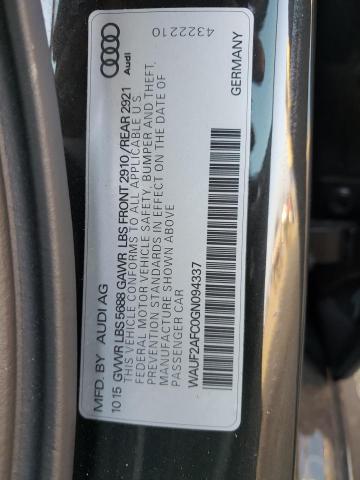 MFD. BY AUDI AG
10 15 GVWR LBS 5688 GAWR LBS FRONT 2910 / REAR 2921
THIS VEHICLE CONFORMS TO ALL APPLICABLE U.S.
FEDERAL MOTOR VEHICLE SAFETY, BUMPER AND THEFT,
PREVENTION STANDARDS IN EFFECT ON THE DATE OF
MANUFACTURE SHOWN ABOVE
PASSENGER CAR
WAUF2AFC0GN094337
GERMANY
Audi
4322210